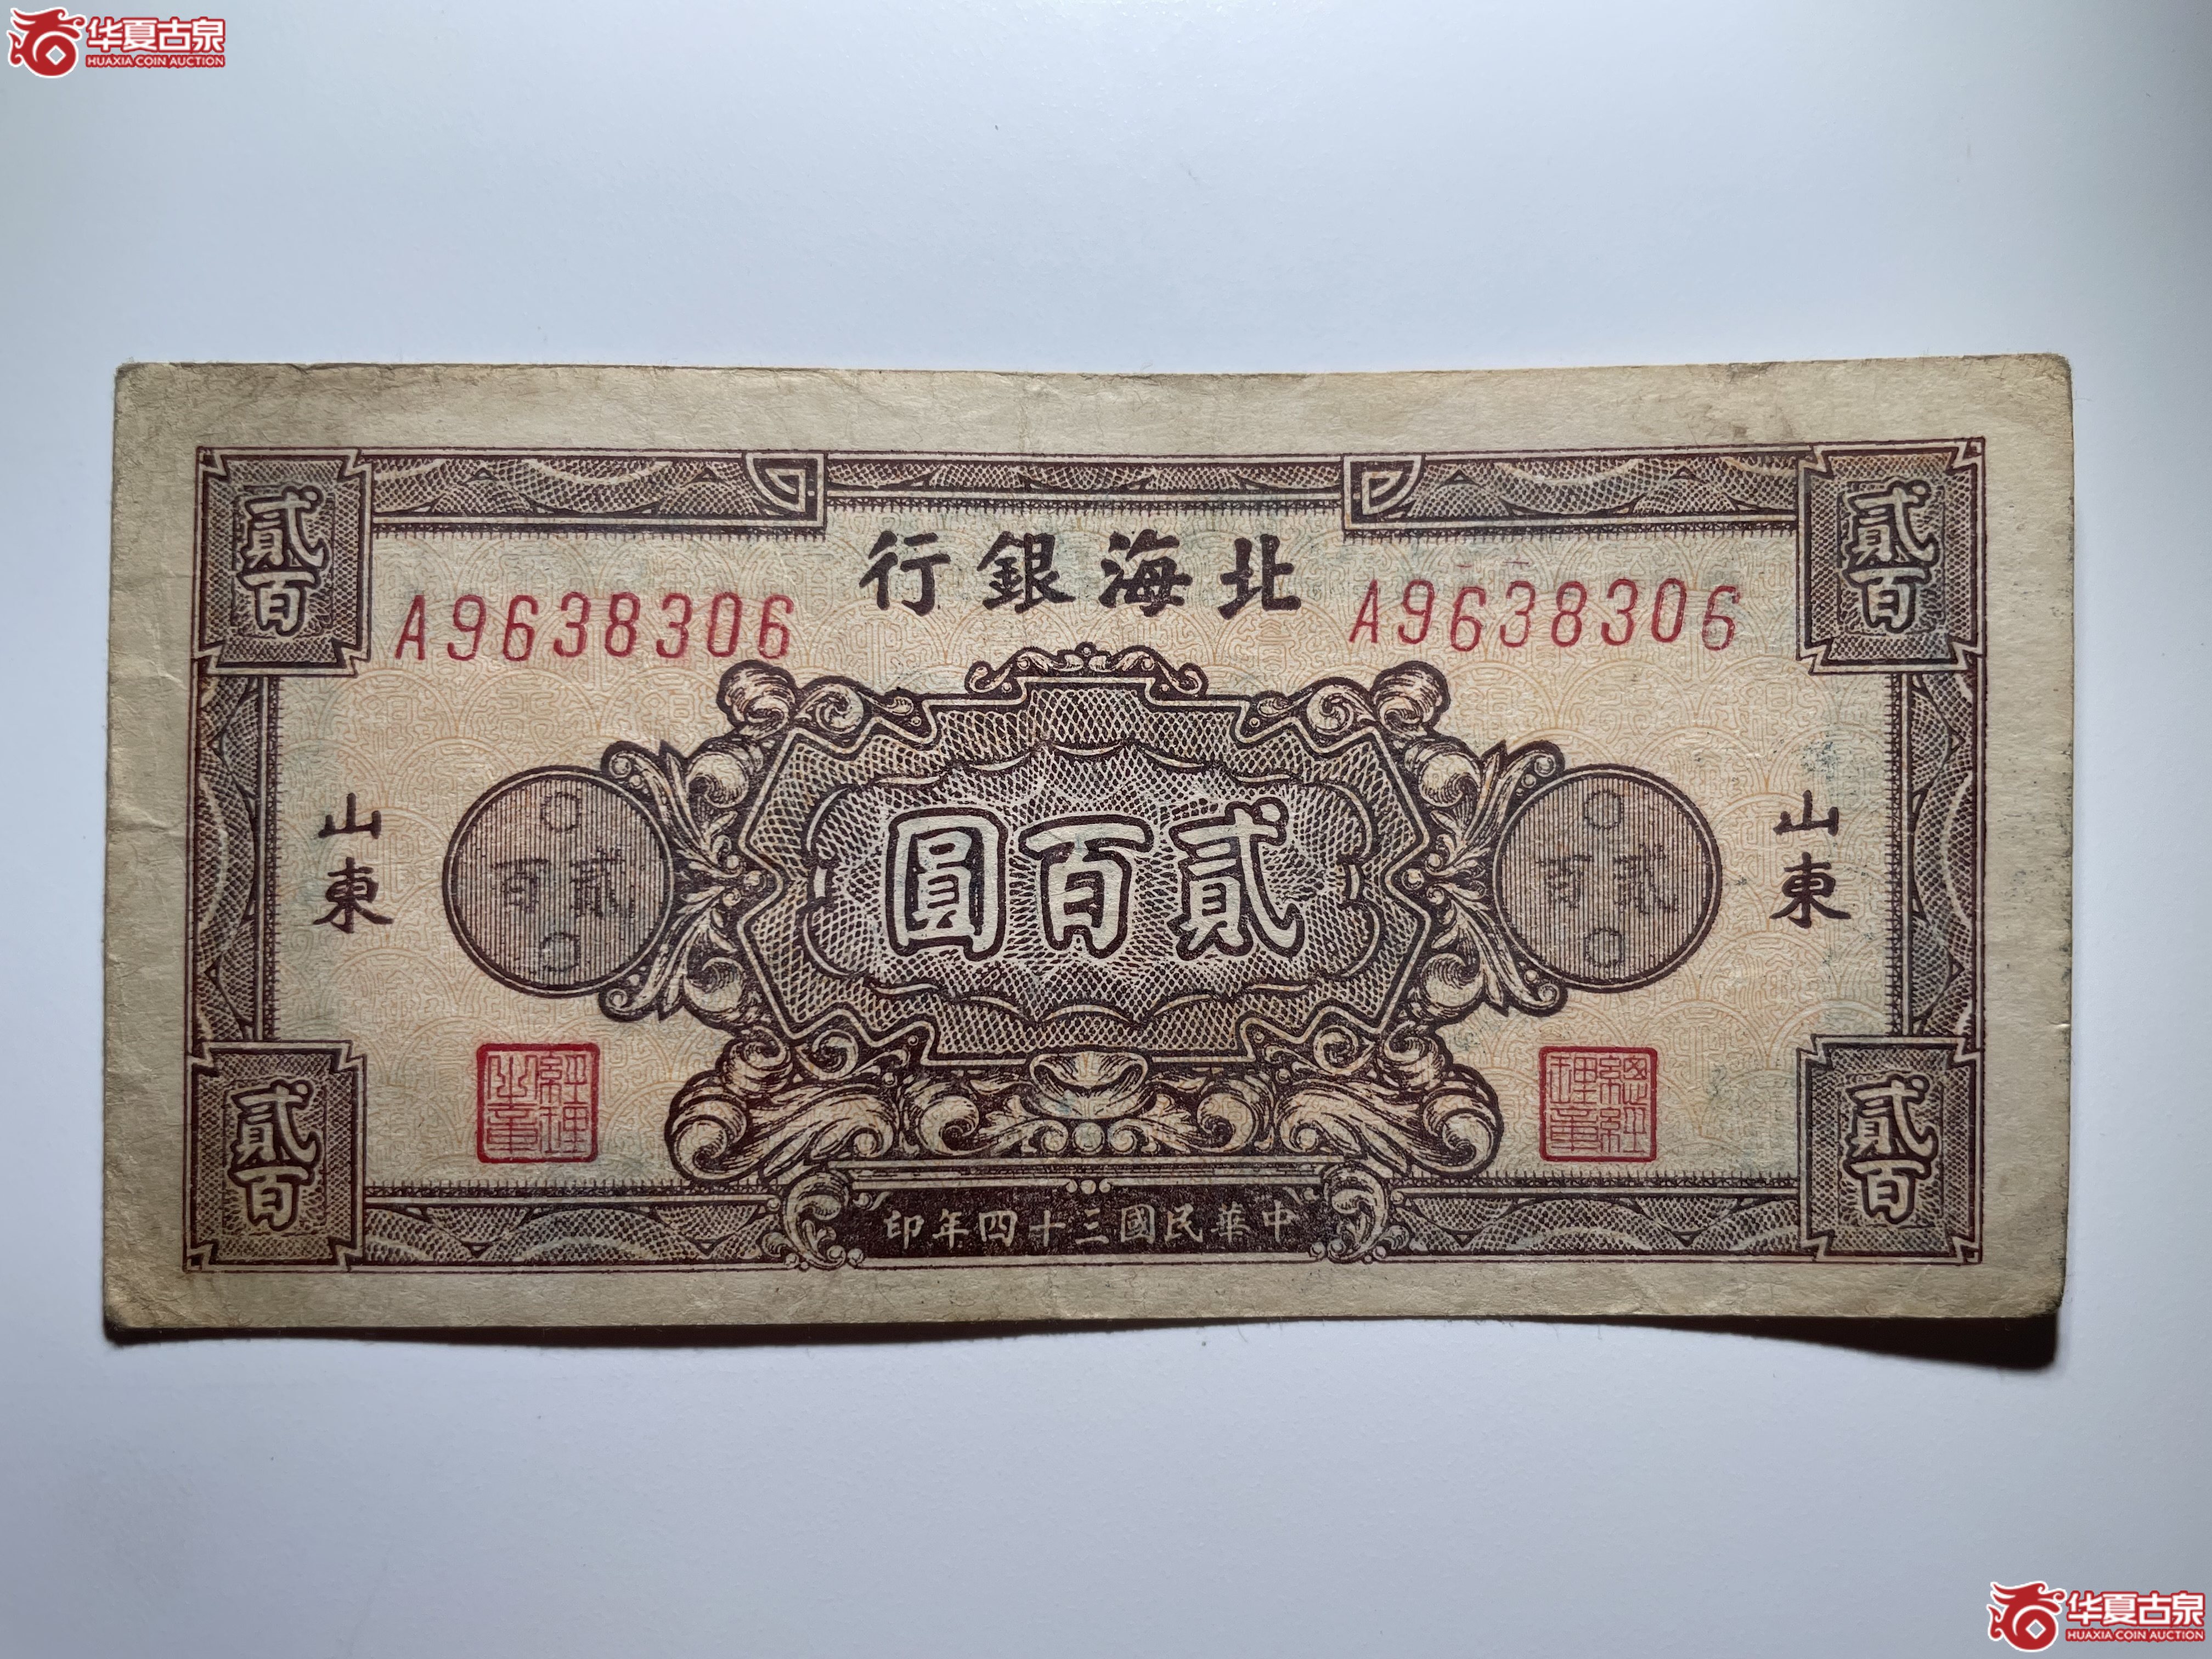 华夏古泉
HUAXIA COIN AUCTION
貳百
貳百
北海銀行
A9638306
A9638306
山東
山東
貳百
貳百圓
貳百
總經理章
經理之章
貳百
貳百
中華民國三十四年印
华夏古泉
HUAXIA COIN AUCTION